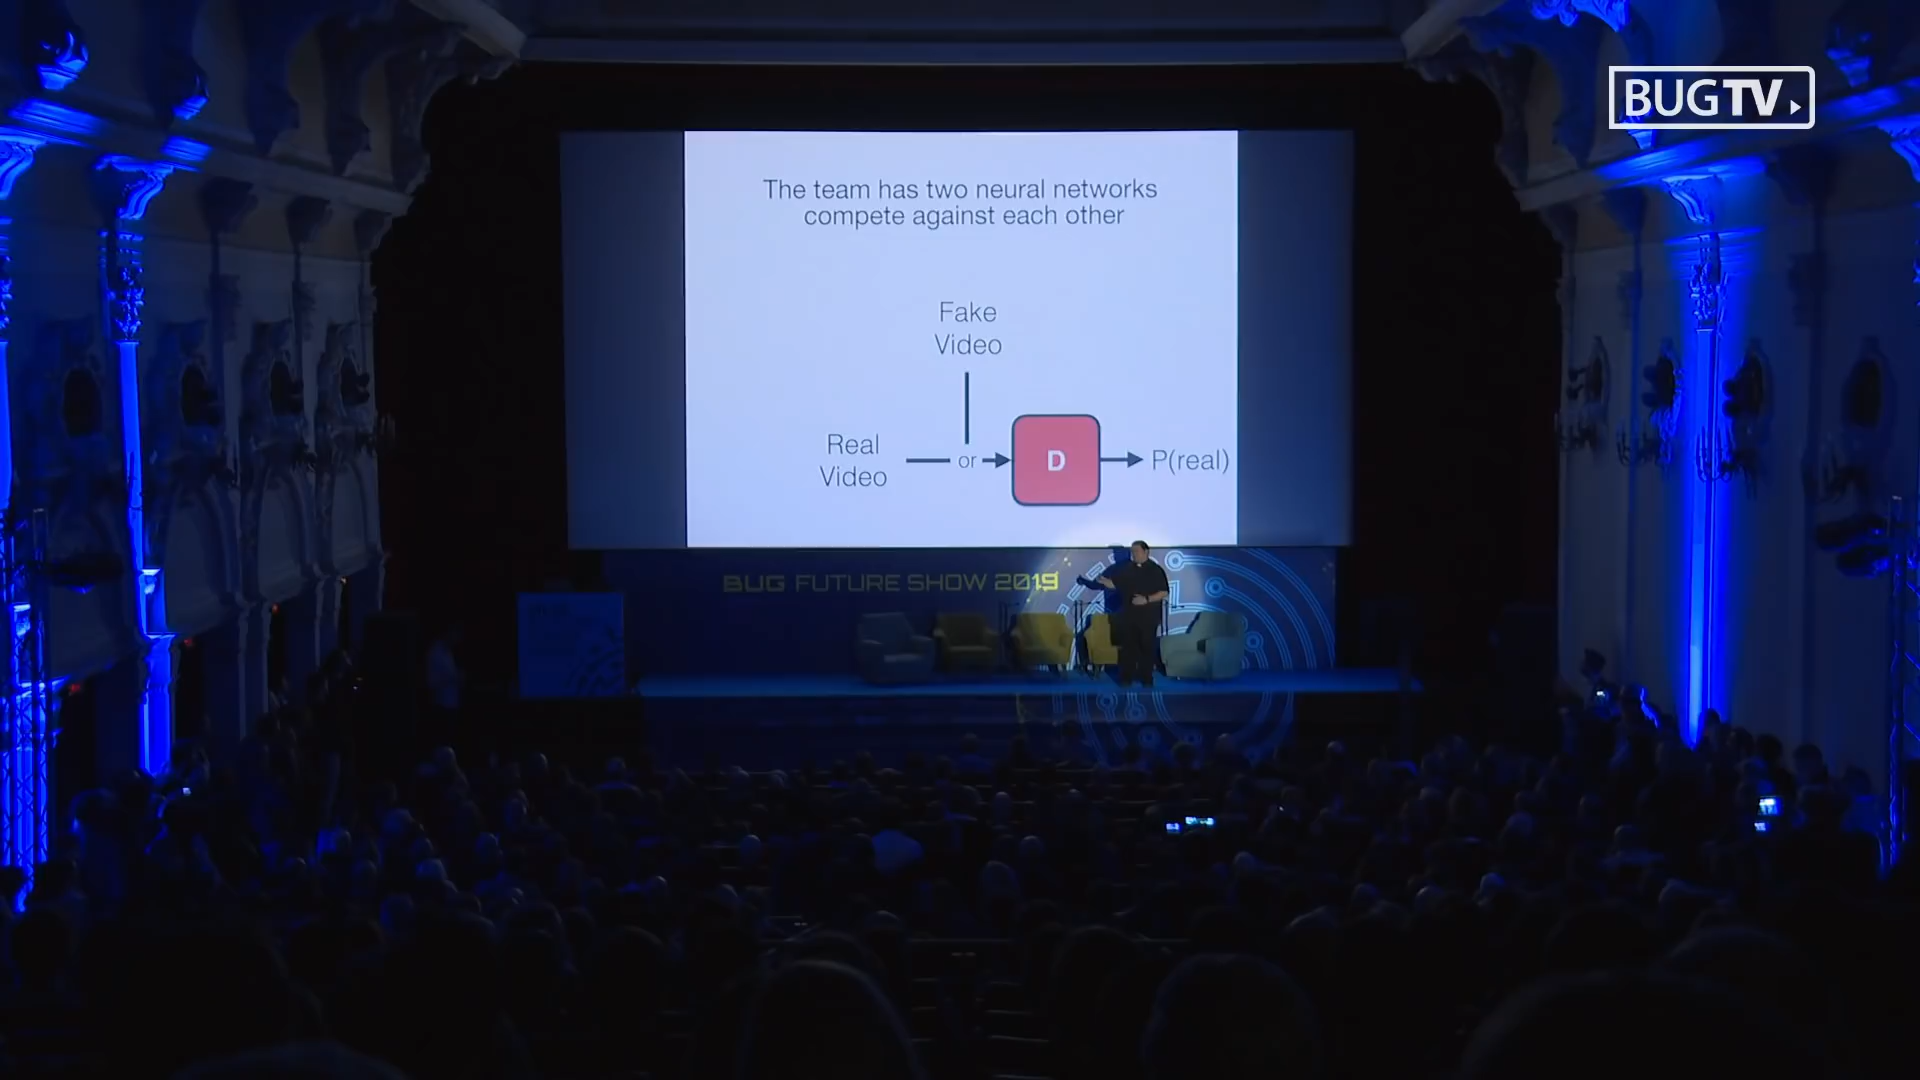 BUGTV
The team has two neural networks
compete against each other
Fake
Video
Real
Video
or
D
P(real)
BUG FUTURE SHOW 2019